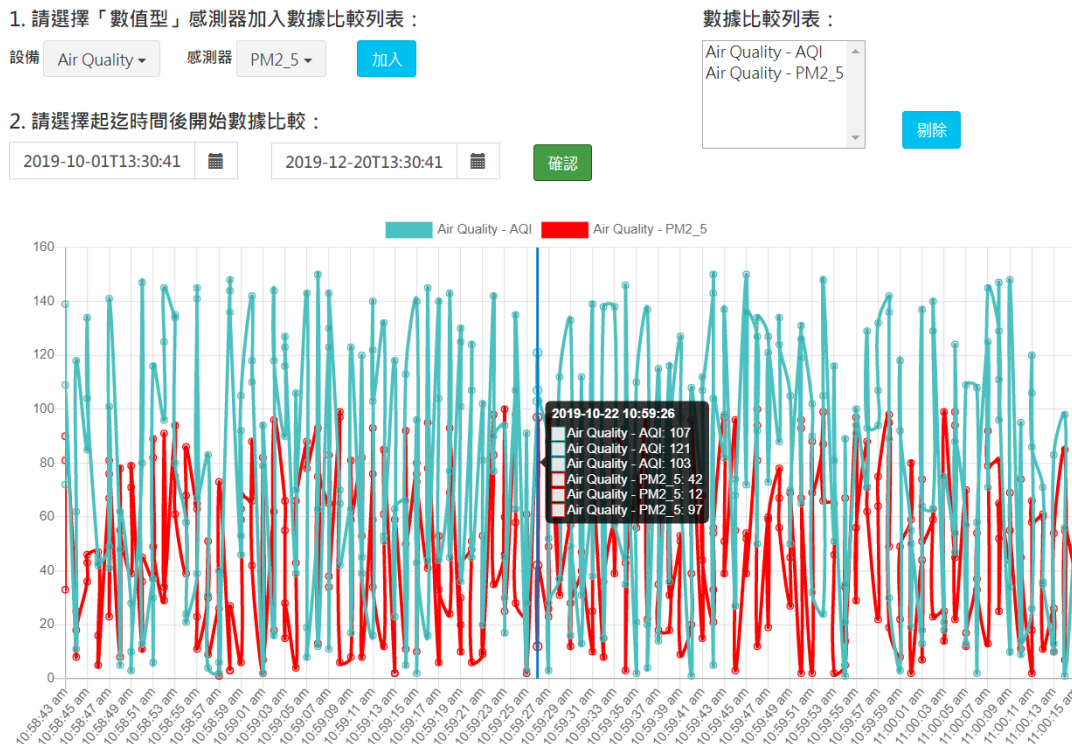 1. 請選擇「數值型」感測器加入數據比較列表：
設備 Air Quality 感測器 PM2_5 加入
2. 請選擇起迄時間後開始數據比較：
2019-10-01T13:30:41 2019-12-20T13:30:41 確認
數據比較列表：
Air Quality - AQI
Air Quality - PM2_5
剔除
Air Quality - AQI Air Quality - PM2_5
160
140
120
100
80
60
40
20
0
2019-10-22 10:59:26
Air Quality - AQI: 107
Air Quality - AQI: 121
Air Quality - AQI: 103
Air Quality - PM2_5: 42
Air Quality - PM2_5: 12
Air Quality - PM2_5: 97
10:58:43 am
10:58:45 am
10:58:47 am
10:58:49 am
10:58:51 am
10:58:53 am
10:58:55 am
10:58:57 am
10:58:59 am
10:59:01 am
10:59:03 am
10:59:05 am
10:59:07 am
10:59:09 am
10:59:11 am
10:59:13 am
10:59:15 am
10:59:17 am
10:59:19 am
10:59:21 am
10:59:23 am
10:59:25 am
10:59:27 am
10:59:29 am
10:59:31 am
10:59:33 am
10:59:35 am
10:59:37 am
10:59:39 am
10:59:41 am
10:59:43 am
10:59:45 am
10:59:47 am
10:59:49 am
10:59:51 am
10:59:53 am
10:59:55 am
10:59:57 am
10:59:59 am
11:00:01 am
11:00:03 am
11:00:05 am
11:00:07 am
11:00:09 am
11:00:11 am
11:00:13 am
11:00:15 am